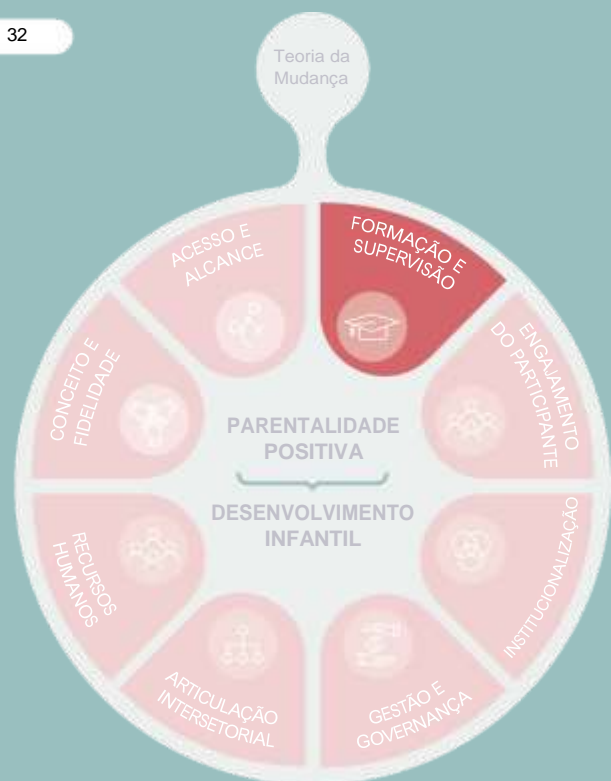 32
Teoria da
Mudança
FORMAÇÃO E
SUPERVISÃO
ENGAJAMENTO
DO PARTICIPANTE
INSTITUCIONALIZAÇÃO
GESTÃO E
GOVERNANÇA
ARTICULAÇÃO
INTERSETORIAL
RECURSOS
HUMANOS
CONCEITO E
FIDELIDADE
ACESSO E
ALCANCE
PARENTALIDADE
POSITIVA
DESENVOLVIMENTO
INFANTIL